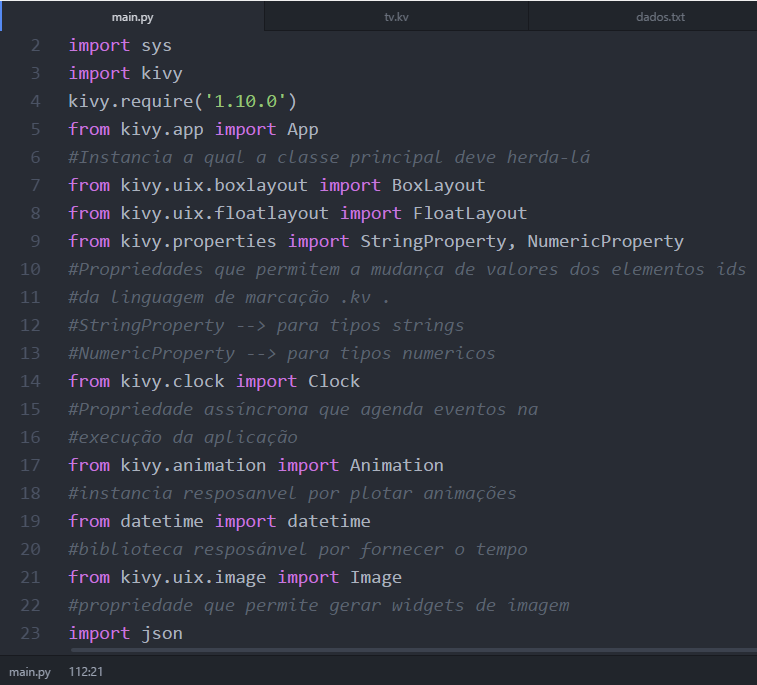 main.py tv.kv dados.txt
2 import sys
3 import kivy
4 kivy.require('1.10.0')
5 from kivy.app import App
6 #Instancia a qual a classe principal deve herda-lá
7 from kivy.uix.boxlayout import BoxLayout
8 from kivy.uix.floatlayout import FloatLayout
9 from kivy.properties import StringProperty, NumericProperty
10 #Propriedades que permitem a mudança de valores dos elementos ids
11 #da linguagem de marcação .kv .
12 #StringProperty --> para tipos strings
13 #NumericProperty --> para tipos numericos
14 from kivy.clock import Clock
15 #Propriedade assíncrona que agenda eventos na
16 #execução da aplicação
17 from kivy.animation import Animation
18 #instancia resposanvel por plotar animações
19 from datetime import datetime
20 #biblioteca resposánvel por fornecer o tempo
21 from kivy.uix.image import Image
22 #propriedade que permite gerar widgets de imagem
23 import json
main.py 112:21